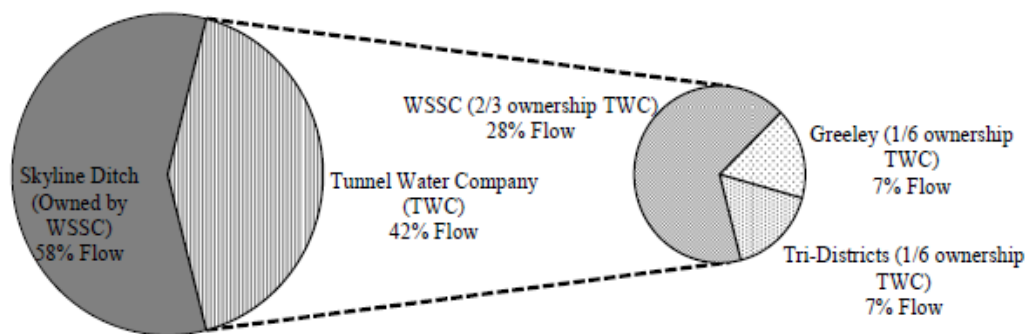 Skyline Ditch
(Owned by
WSSC)
58% Flow
Tunnel Water Company
(TWC)
42% Flow
WSSC (2/3 ownership TWC)
28% Flow
Greeley (1/6 ownership
TWC)
7% Flow
Tri-Districts (1/6 ownership
TWC)
7% Flow